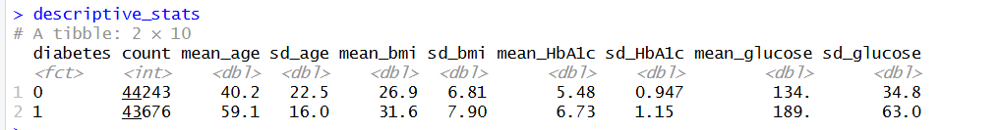 > descriptive_stats
# A tibble: 2 × 10
  diabetes count mean_age sd_age mean_bmi sd_bmi mean_HbA1c sd_HbA1c mean_glucose sd_glucose
  <fct>    <int>    <dbl>  <dbl>    <dbl>  <dbl>      <dbl>    <dbl>        <dbl>      <dbl>
1 0        44243     40.2   22.5     26.9   6.81       5.48    0.947         134.       34.8
2 1        43676     59.1   16.0     31.6   7.90       6.73    1.15          189.       63.0